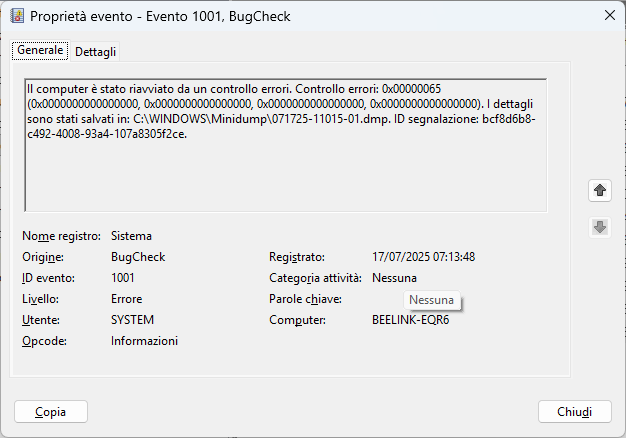 Proprietà evento - Evento 1001, BugCheck
Generale
Dettagli
Il computer è stato riavviato da un controllo errori. Controllo errori: 0x00000065
(0x0000000000000000, 0x0000000000000000, 0x0000000000000000, 0x0000000000000000). I dettagli
sono stati salvati in: C:\WINDOWS\Minidump\071725-11015-01.dmp. ID segnalazione: bcf8d6b8-
c492-4008-93a4-107a8305f2ce.
Nome registro: Sistema
Origine: BugCheck Registrato: 17/07/2025 07:13:48
ID evento: 1001 Categoria attività: Nessuna
Livello: Errore Parole chiave: Nessuna
Utente: SYSTEM Computer: BEELINK-EQR6
Opcode: Informazioni
Copia Chiudi